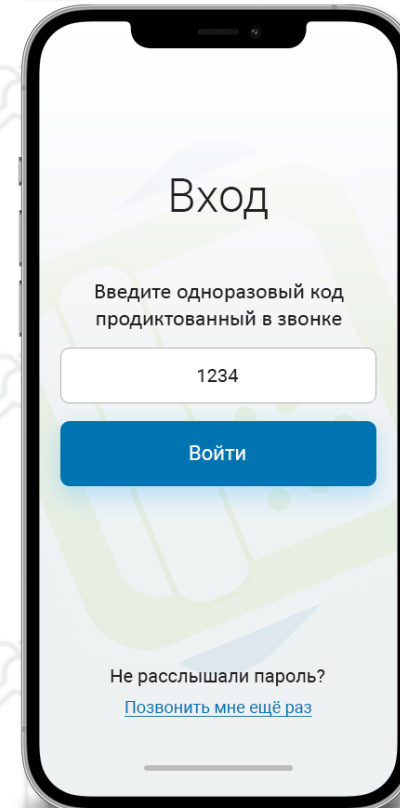 Вход
Введите одноразовый код
продиктованный в звонке
1234
Войти
Не расслышали пароль?
Позвонить мне ещё раз